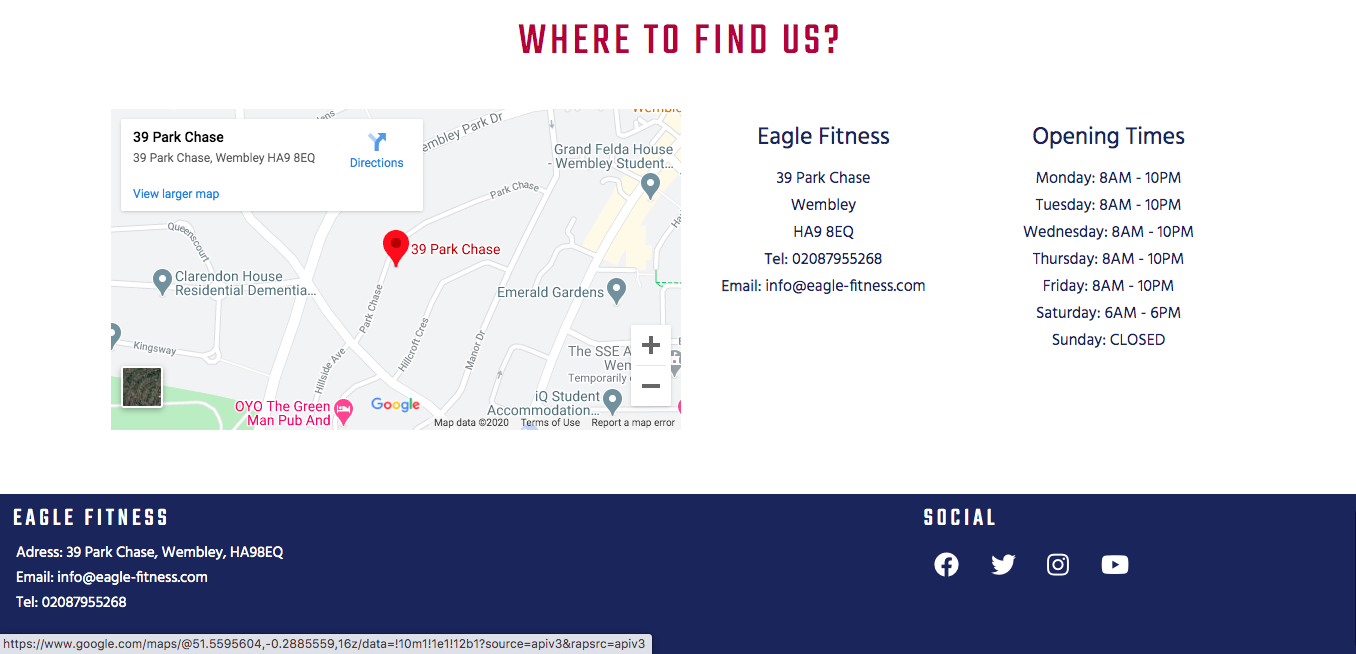 WHERE TO FIND US?
39 Park Chase
39 Park Chase, Wembley HA9 8EQ
Directions
View larger map
Wembley Park Dr
Grand Felda House
- Wembley Student...
Park Chase
Queenscourt
39 Park Chase
Clarendon House
Residential Dementia...
Emerald Gardens
Park Chase
Kingsway
Hillside Ave
Hillcroft Cres
Manor Dr
The SSE A
Wem
Temporarily
iQ Student
Accommodation...
OYO The Green
Man Pub And
Google
Map data ©2020 Terms of Use Report a map error
Eagle Fitness
39 Park Chase
Wembley
HA9 8EQ
Tel: 02087955268
Email: info@eagle-fitness.com
Opening Times
Monday: 8AM - 10PM
Tuesday: 8AM - 10PM
Wednesday: 8AM - 10PM
Thursday: 8AM - 10PM
Friday: 8AM - 10PM
Saturday: 6AM - 6PM
Sunday: CLOSED
EAGLE FITNESS
Adress: 39 Park Chase, Wembley, HA98EQ
Email: info@eagle-fitness.com
Tel: 02087955268
SOCIAL
https://www.google.com/maps/@51.5595604,-0.2885559,16z/data=!10m1!1e1!12b1?source=apiv3&rapsrc=apiv3